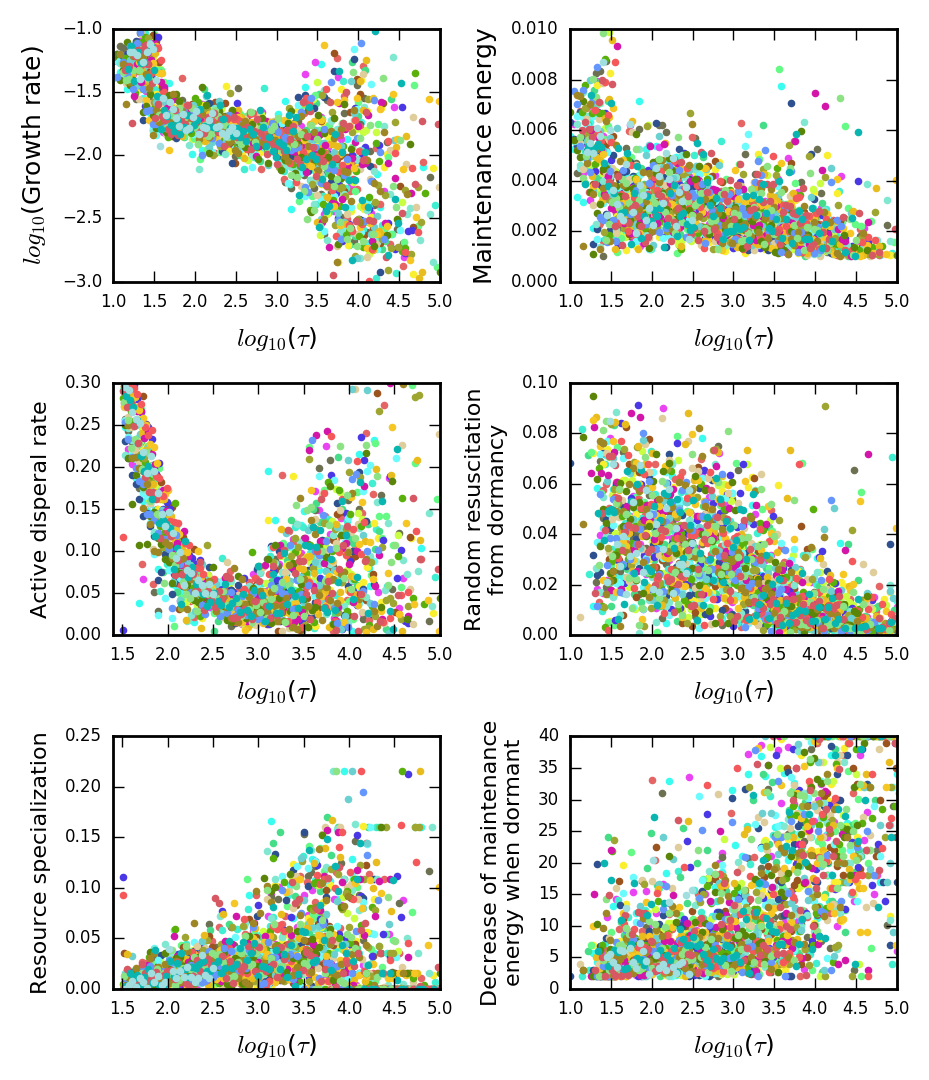 log10(Growth rate)
−1.0
−1.5
−2.0
−2.5
−3.0
1.0 1.5 2.0 2.5 3.0 3.5 4.0 4.5 5.0
log10(τ)
Maintenance energy
0.010
0.008
0.006
0.004
0.002
0.000
1.0 1.5 2.0 2.5 3.0 3.5 4.0 4.5 5.0
log10(τ)
Active disperal rate
0.30
0.25
0.20
0.15
0.10
0.05
0.00
1.5 2.0 2.5 3.0 3.5 4.0 4.5 5.0
log10(τ)
Random resuscitation
from dormancy
0.10
0.08
0.06
0.04
0.02
0.00
1.0 1.5 2.0 2.5 3.0 3.5 4.0 4.5 5.0
log10(τ)
Resource specialization
0.25
0.20
0.15
0.10
0.05
0.00
1.5 2.0 2.5 3.0 3.5 4.0 4.5 5.0
log10(τ)
Decrease of maintenance
energy when dormant
40
35
30
25
20
15
10
5
0
1.0 1.5 2.0 2.5 3.0 3.5 4.0 4.5 5.0
log10(τ)